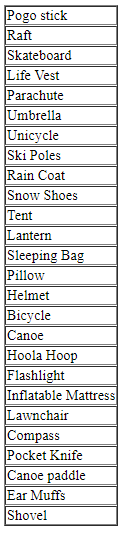 Pogo stick
Raft
Skateboard
Life Vest
Parachute
Umbrella
Unicycle
Ski Poles
Rain Coat
Snow Shoes
Tent
Lantern
Sleeping Bag
Pillow
Helmet
Bicycle
Canoe
Hoola Hoop
Flashlight
Inflatable Mattress
Lawnchair
Compass
Pocket Knife
Canoe paddle
Ear Muffs
Shovel